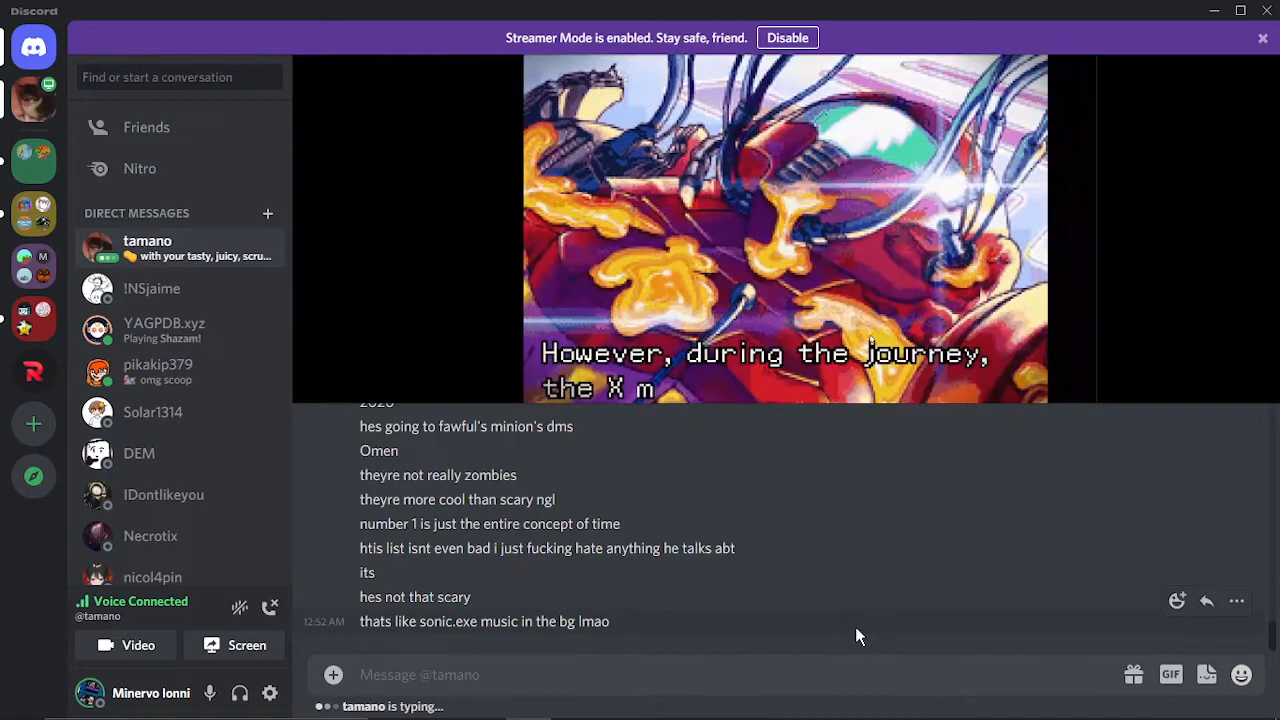 Discord
Streamer Mode is enabled. Stay safe, friend.
Disable
Find or start a conversation
Friends
Nitro
DIRECT MESSAGES
tamano
with your tasty, juicy, scru...
!NSjaime
YAGPDB.xyz
Playing Shazam!
pikakip379
omg scoop
Solar1314
DEM
IDontlikeyou
Necrotix
nicol4pin
Voice Connected
@tamano
Video
Screen
Minervo Ionni
However, during the journey,
the X m
2020
hes going to fawful's minion's dms
Omen
theyre not really zombies
theyre more cool than scary ngl
number 1 is just the entire concept of time
htis list isnt even bad i just fucking hate anything he talks abt
its
hes not that scary
12:52 AM thats like sonic.exe music in the bg lmao
Message @tamano
GIF
tamano is typing...